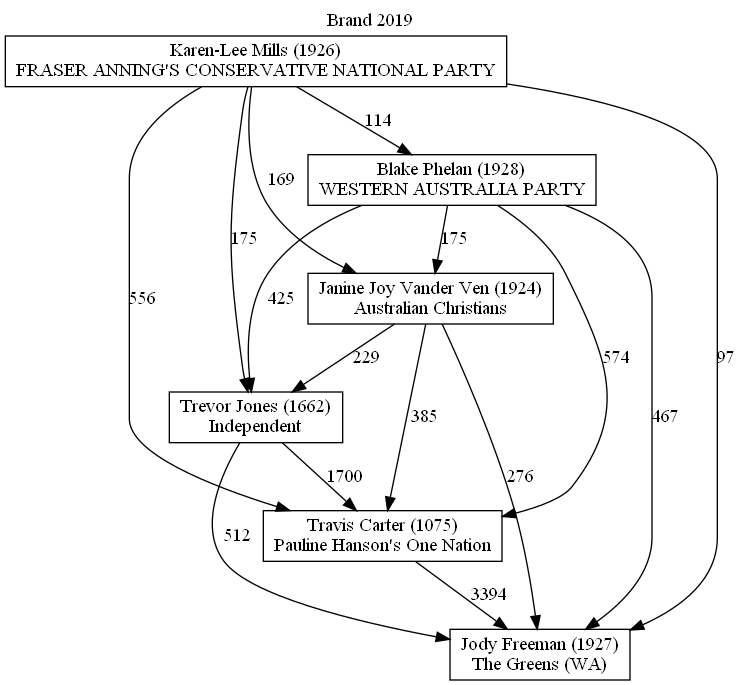 Brand 2019
Karen-Lee Mills (1926)
FRASER ANNING'S CONSERVATIVE NATIONAL PARTY
114
Blake Phelan (1928)
WESTERN AUSTRALIA PARTY
169
175
175
Janine Joy Vander Ven (1924)
Australian Christians
556
425
574
97
229
Trevor Jones (1662)
Independent
385
467
1700
276
Travis Carter (1075)
Pauline Hanson's One Nation
512
3394
Jody Freeman (1927)
The Greens (WA)